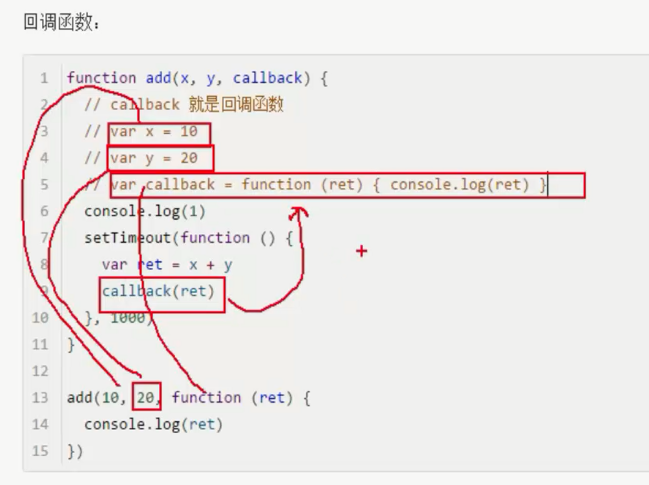 回调函数：
1 function add(x, y, callback) {
2 // callback 就是回调函数
3 // var x = 10
4 // var y = 20
5 // var callback = function (ret) { console.log(ret) }
6 console.log(1)
7 setTimeout(function () {
8 var ret = x + y
9 callback(ret)
10 }, 1000)
11 }
12
13 add(10, 20, function (ret) {
14 console.log(ret)
15 })